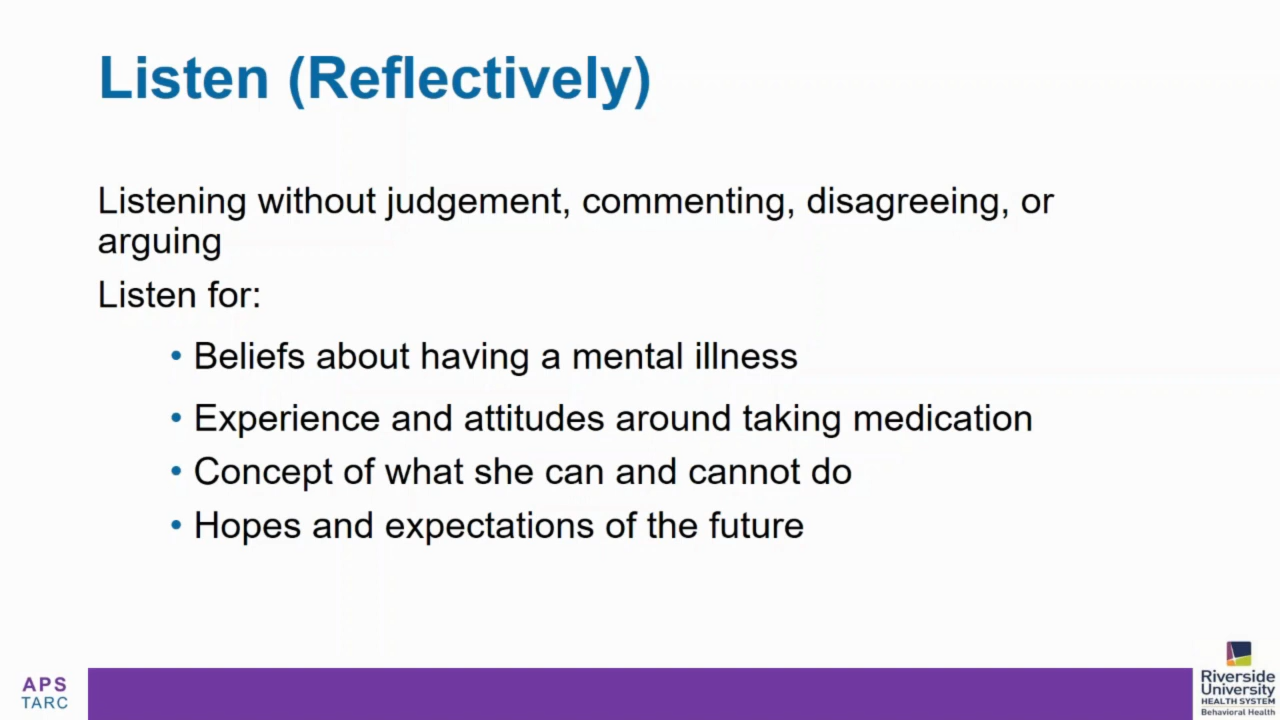 Listen (Reflectively)
Listening without judgement, commenting, disagreeing, or
arguing
Listen for:
• Beliefs about having a mental illness
• Experience and attitudes around taking medication
• Concept of what she can and cannot do
• Hopes and expectations of the future
APS
TARC
Riverside
University
HEALTH SYSTEM
Behavioral Health